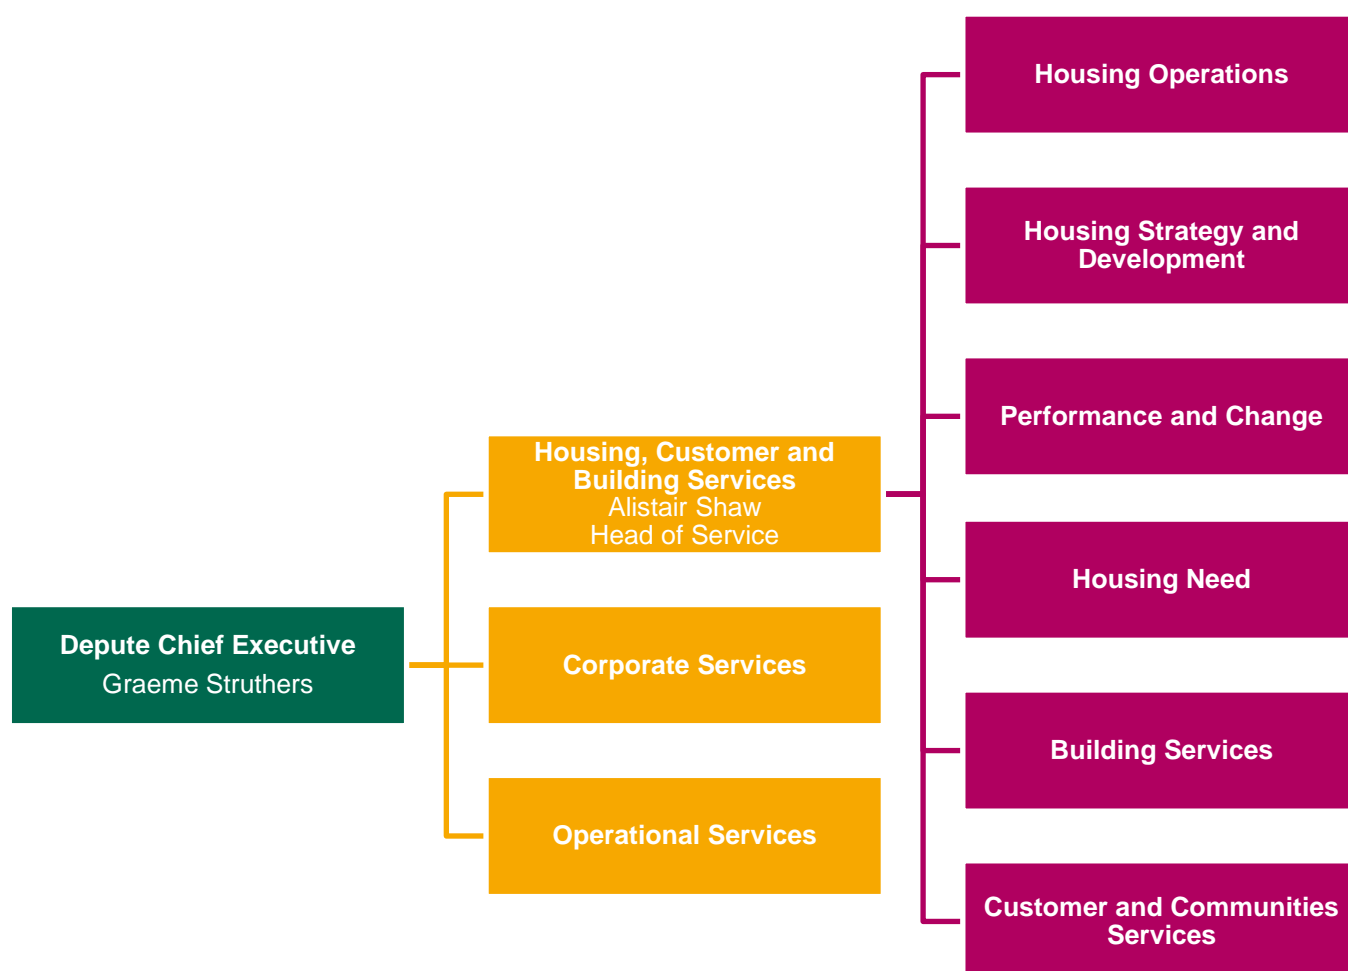 Depute Chief Executive
Graeme Struthers
Housing, Customer and
Building Services
Alistair Shaw
Head of Service
Corporate Services
Operational Services
Housing Operations
Housing Strategy and
Development
Performance and Change
Housing Need
Building Services
Customer and Communities
Services